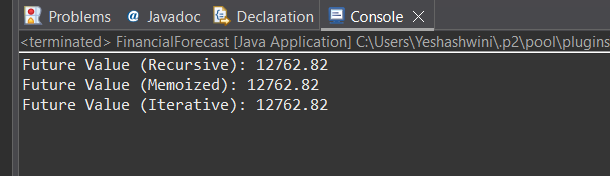 Problems @ Javadoc Declaration Console
<terminated> FinancialForecast [Java Application] C:\Users\Yeshashwini\.p2\pool\plugins
Future Value (Recursive): 12762.82
Future Value (Memoized): 12762.82
Future Value (Iterative): 12762.82